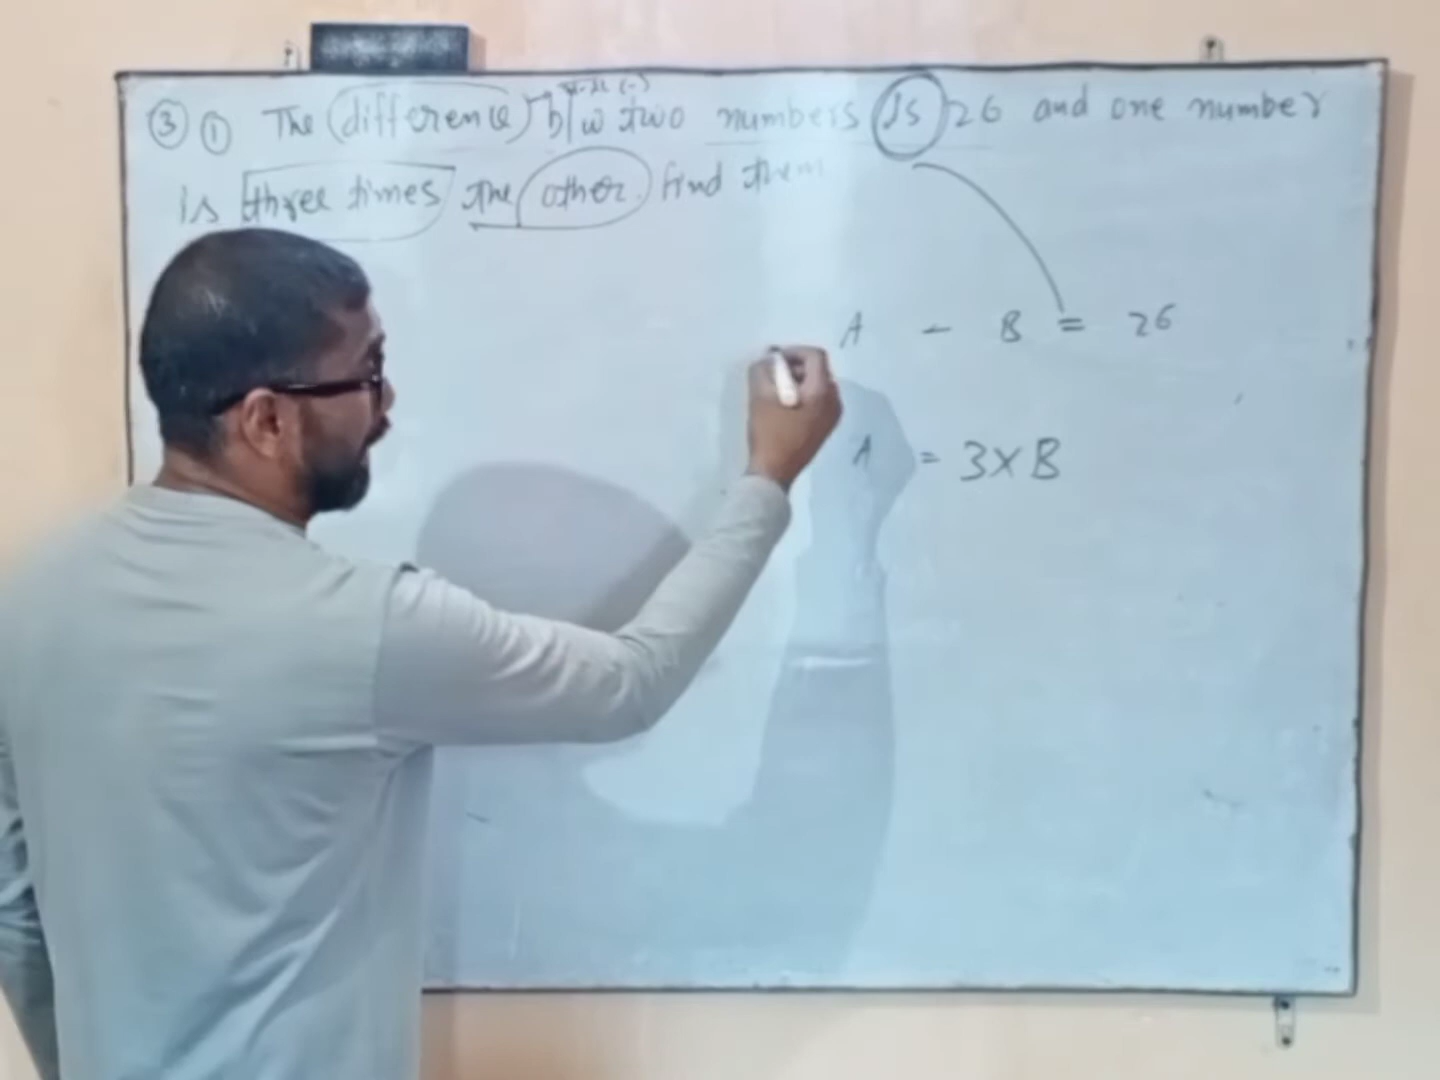 ③ ① The difference b/w two numbers is 26 and one number
is three times the other. find them
A - B = 26
A = 3×B